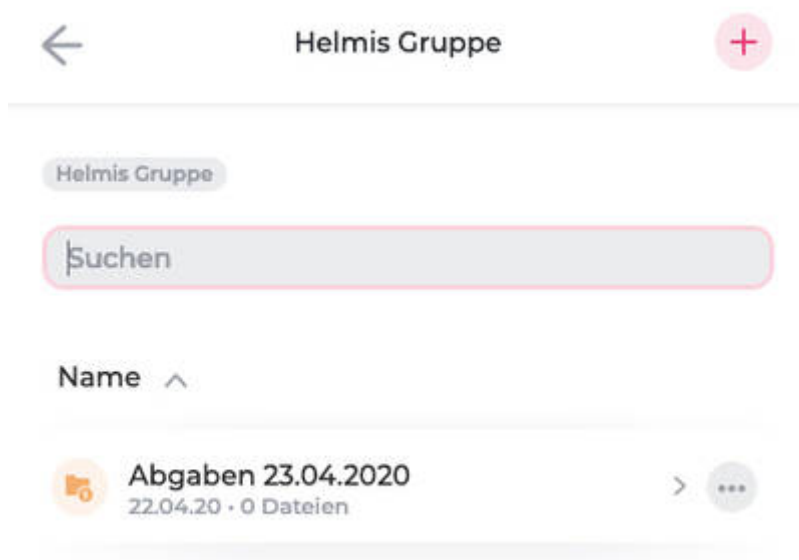 Helmis Gruppe
Helmis Gruppe
Suchen
Name
Abgaben 23.04.2020
22.04.20 · 0 Dateien